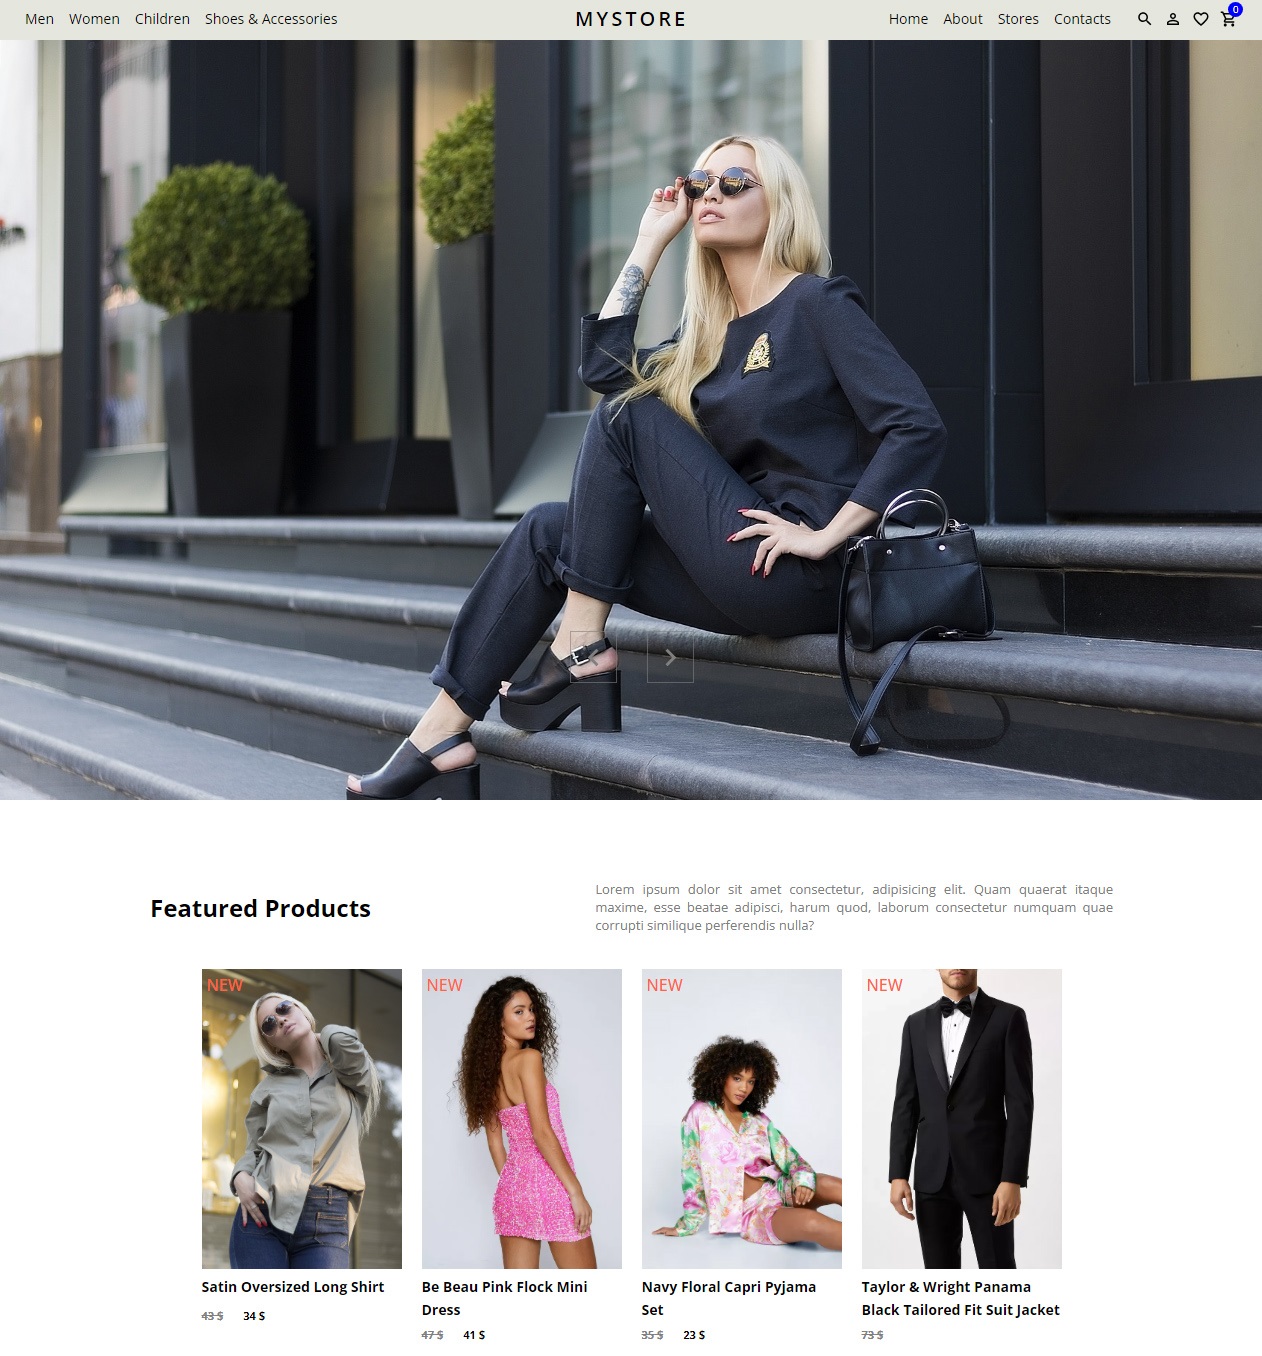 Men Women Children Shoes & Accessories MYSTORE Home About Stores Contacts 0
Featured Products
Lorem ipsum dolor sit amet consectetur, adipisicing elit. Quam quaerat itaque
maxime, esse beatae adipisci, harum quod, laborum consectetur numquam quae
corrupti similique perferendis nulla?
NEW
NEW
NEW
NEW
Satin Oversized Long Shirt
43 $ 34 $
Be Beau Pink Flock Mini
Dress
47 $ 41 $
Navy Floral Capri Pyjama
Set
35 $ 23 $
Taylor & Wright Panama
Black Tailored Fit Suit Jacket
73 $